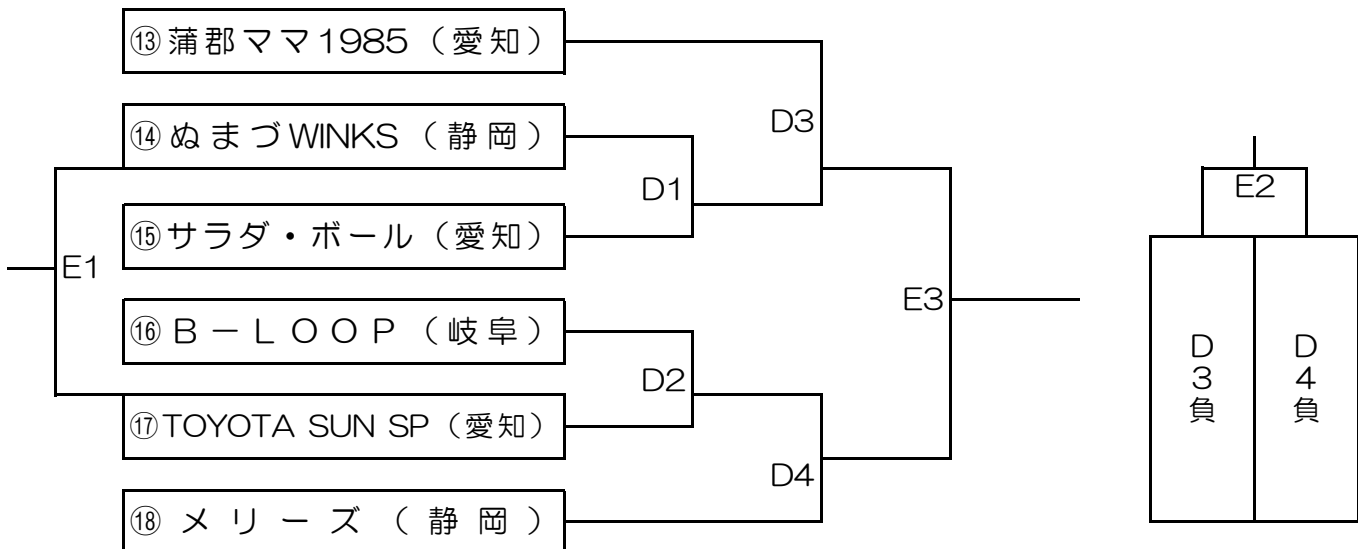 ⑬蒲郡ママ1985（愛知）
D3
⑭ぬまづWINKS（静岡）
D1
E2
⑮サラダ・ボール（愛知）
E1
E3
⑯B－LOOP（岐阜）
D2
D3負
D4負
⑰TOYOTA SUN SP（愛知）
D4
⑱メリーズ（静岡）